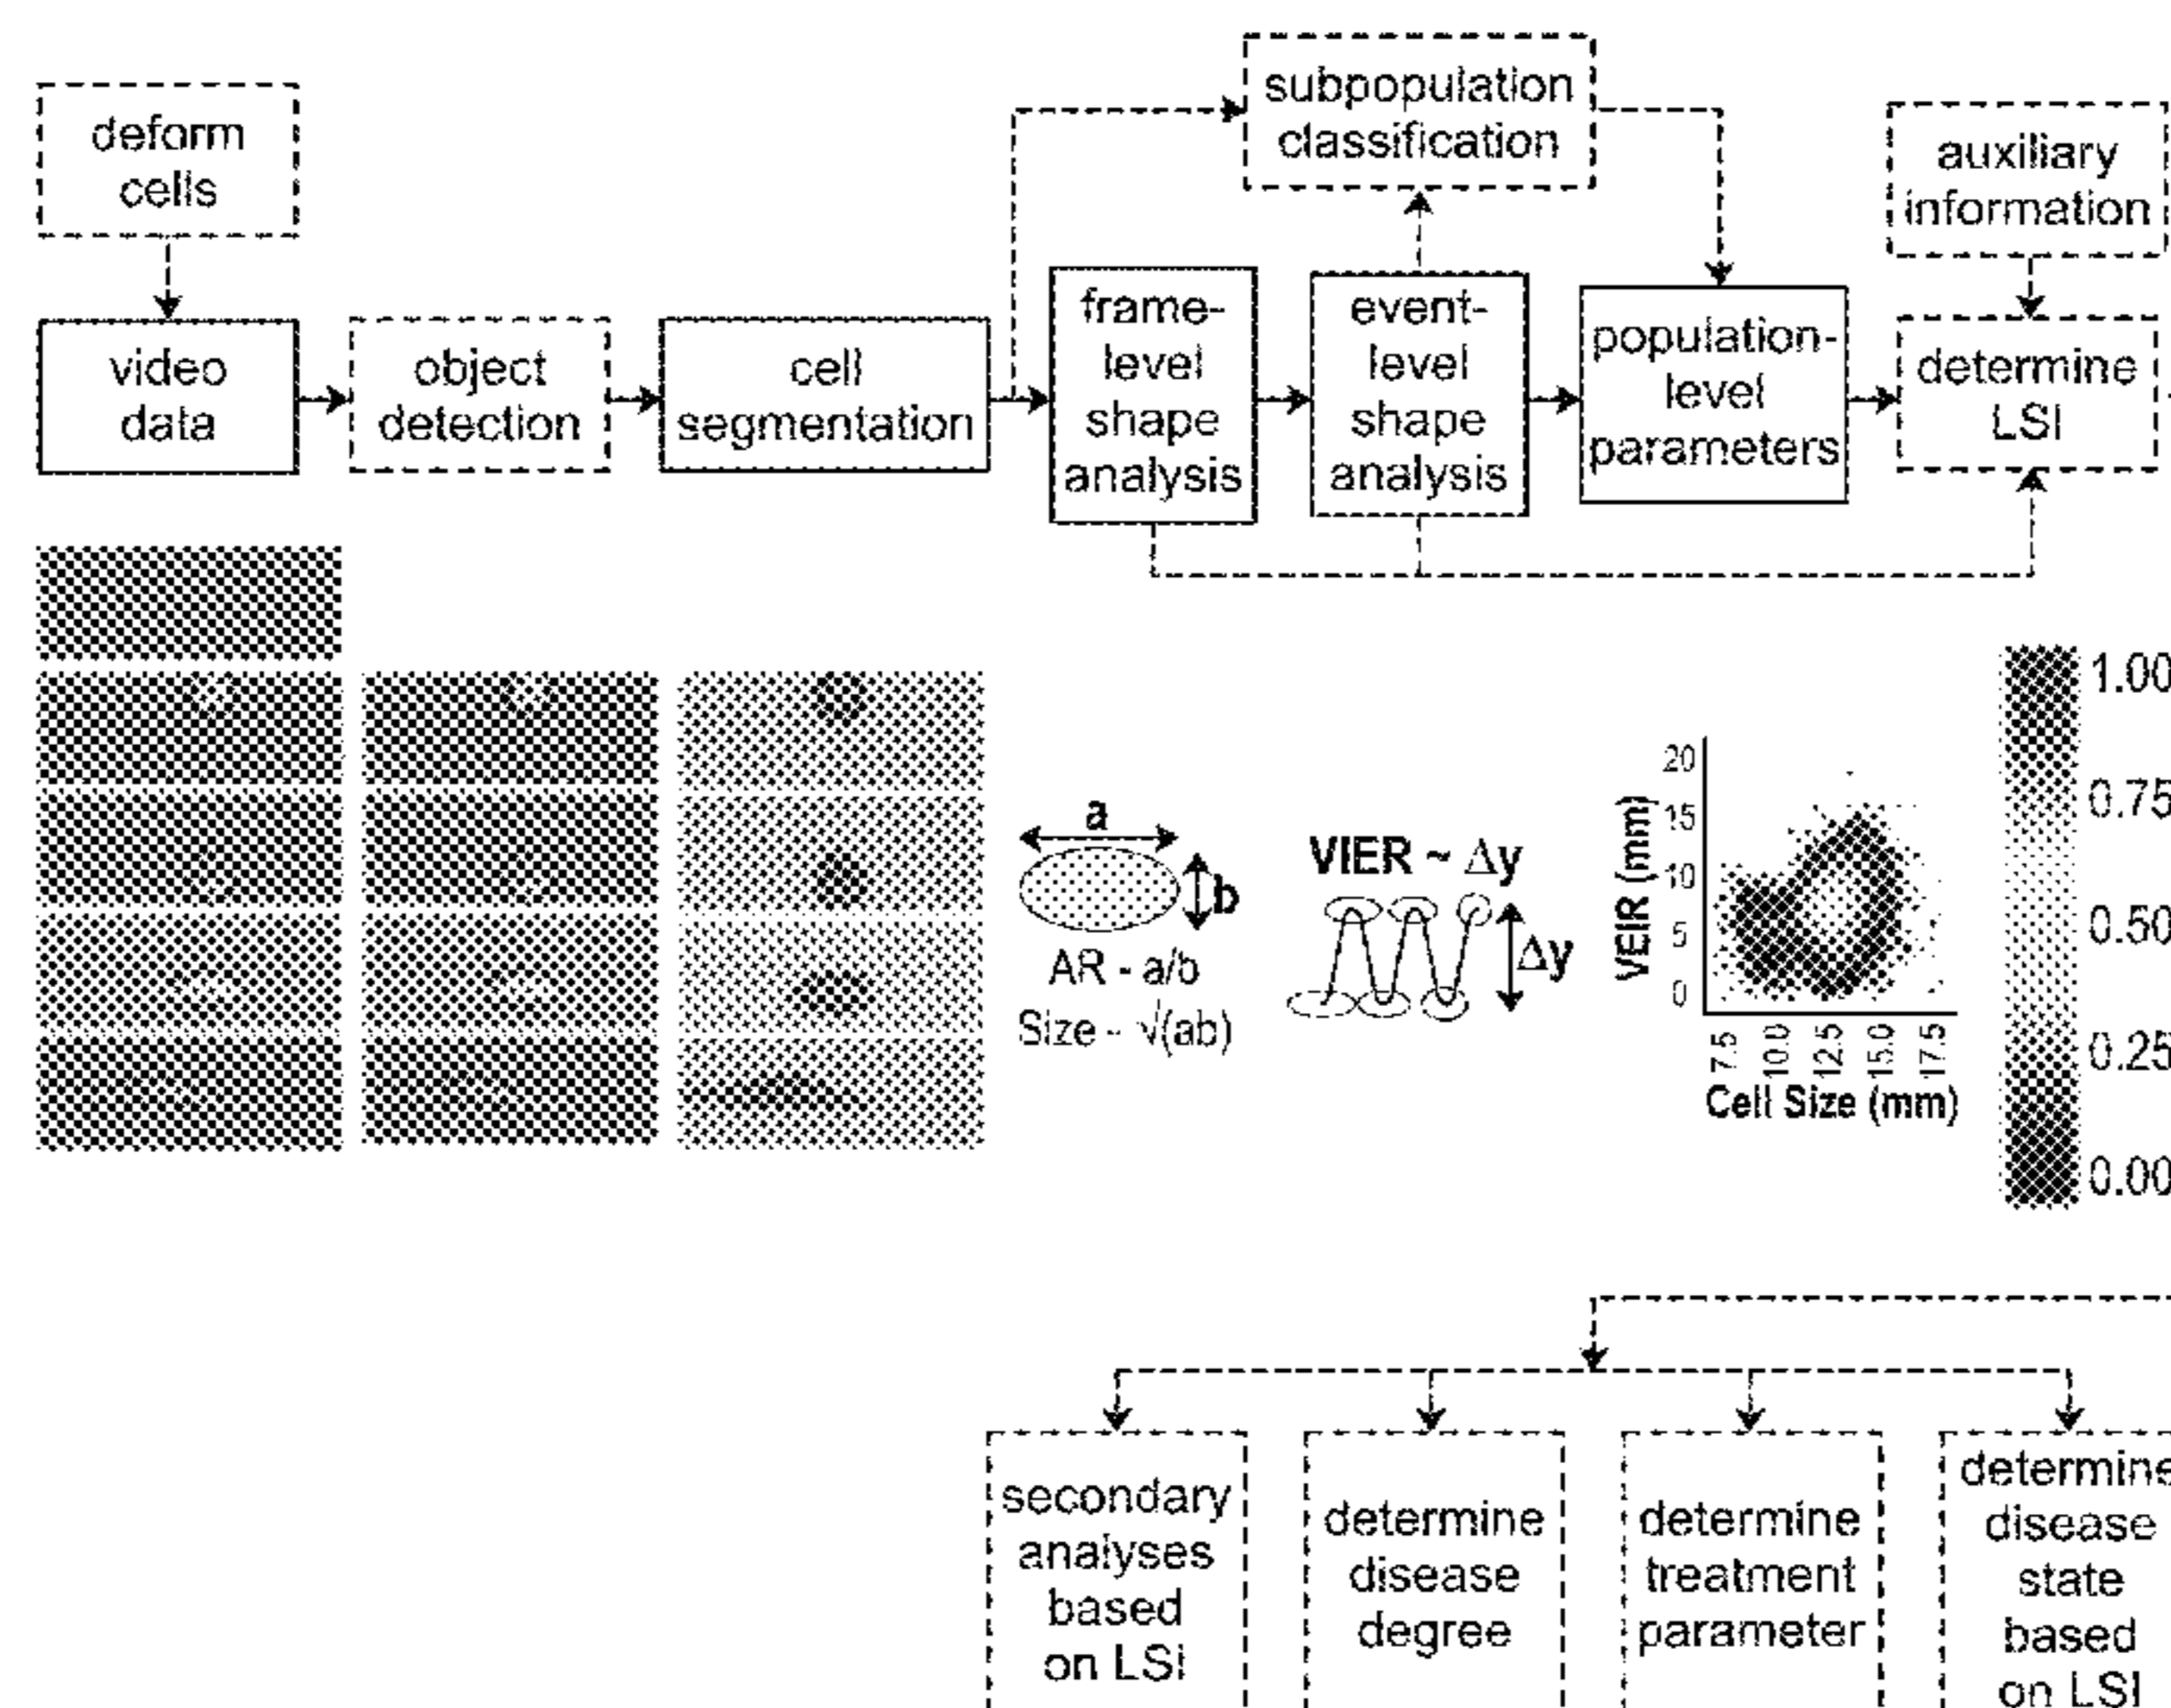 deform
cells
subpopulation
classification
auxiliary
information
video
data
object
detection
cell
segmentation
frame-
level
shape
analysis
event-
level
shape
analysis
population-
level
parameters
determine
LSI
a
b
AR - a/b
Size - √(ab)
VIER ~ Δy
Δy
VEIR (mm)
20
15
10
5
0
7.5
10.0
12.5
15.0
17.5
Cell Size (mm)
1.00
0.75
0.50
0.25
0.00
secondary
analyses
based
on LSI
determine
disease
degree
determine
treatment
parameter
determine
disease
state
based
on LSI